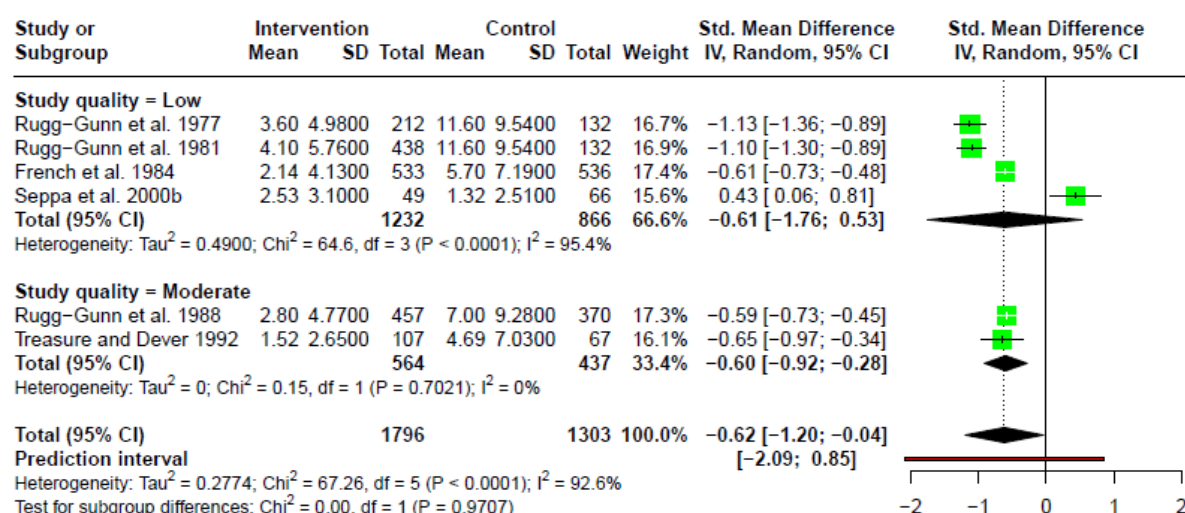 Study or Intervention Control Std. Mean Difference Std. Mean Difference
Subgroup Mean SD Total Mean SD Total Weight IV, Random, 95% CI IV, Random, 95% CI
Study quality = Low
Rugg−Gunn et al. 1977 3.60 4.9800 212 11.60 9.5400 132 16.7% −1.13 [−1.36; −0.89]
Rugg−Gunn et al. 1981 4.10 5.7600 438 11.60 9.5400 132 16.9% −1.10 [−1.30; −0.89]
French et al. 1984 2.14 4.1300 533 5.70 7.1900 536 17.4% −0.61 [−0.73; −0.48]
Seppa et al. 2000b 2.53 3.1000 49 1.32 2.5100 66 15.6% 0.43 [ 0.06; 0.81]
Total (95% CI) 1232 866 66.6% −0.61 [−1.76; 0.53]
Heterogeneity: Tau² = 0.4900; Chi² = 64.6, df = 3 (P < 0.0001); I² = 95.4%
Study quality = Moderate
Rugg−Gunn et al. 1988 2.80 4.7700 457 7.00 9.2800 370 17.3% −0.59 [−0.73; −0.45]
Treasure and Dever 1992 1.52 2.6500 107 4.69 7.0300 67 16.1% −0.65 [−0.97; −0.34]
Total (95% CI) 564 437 33.4% −0.60 [−0.92; −0.28]
Heterogeneity: Tau² = 0; Chi² = 0.15, df = 1 (P = 0.7021); I² = 0%
Total (95% CI) 1796 1303 100.0% −0.62 [−1.20; −0.04]
Prediction interval [−2.09; 0.85]
Heterogeneity: Tau² = 0.2774; Chi² = 67.26, df = 5 (P < 0.0001); I² = 92.6%
Test for subgroup differences: Chi² = 0.00, df = 1 (P = 0.9707)
−2 −1 0 1 2